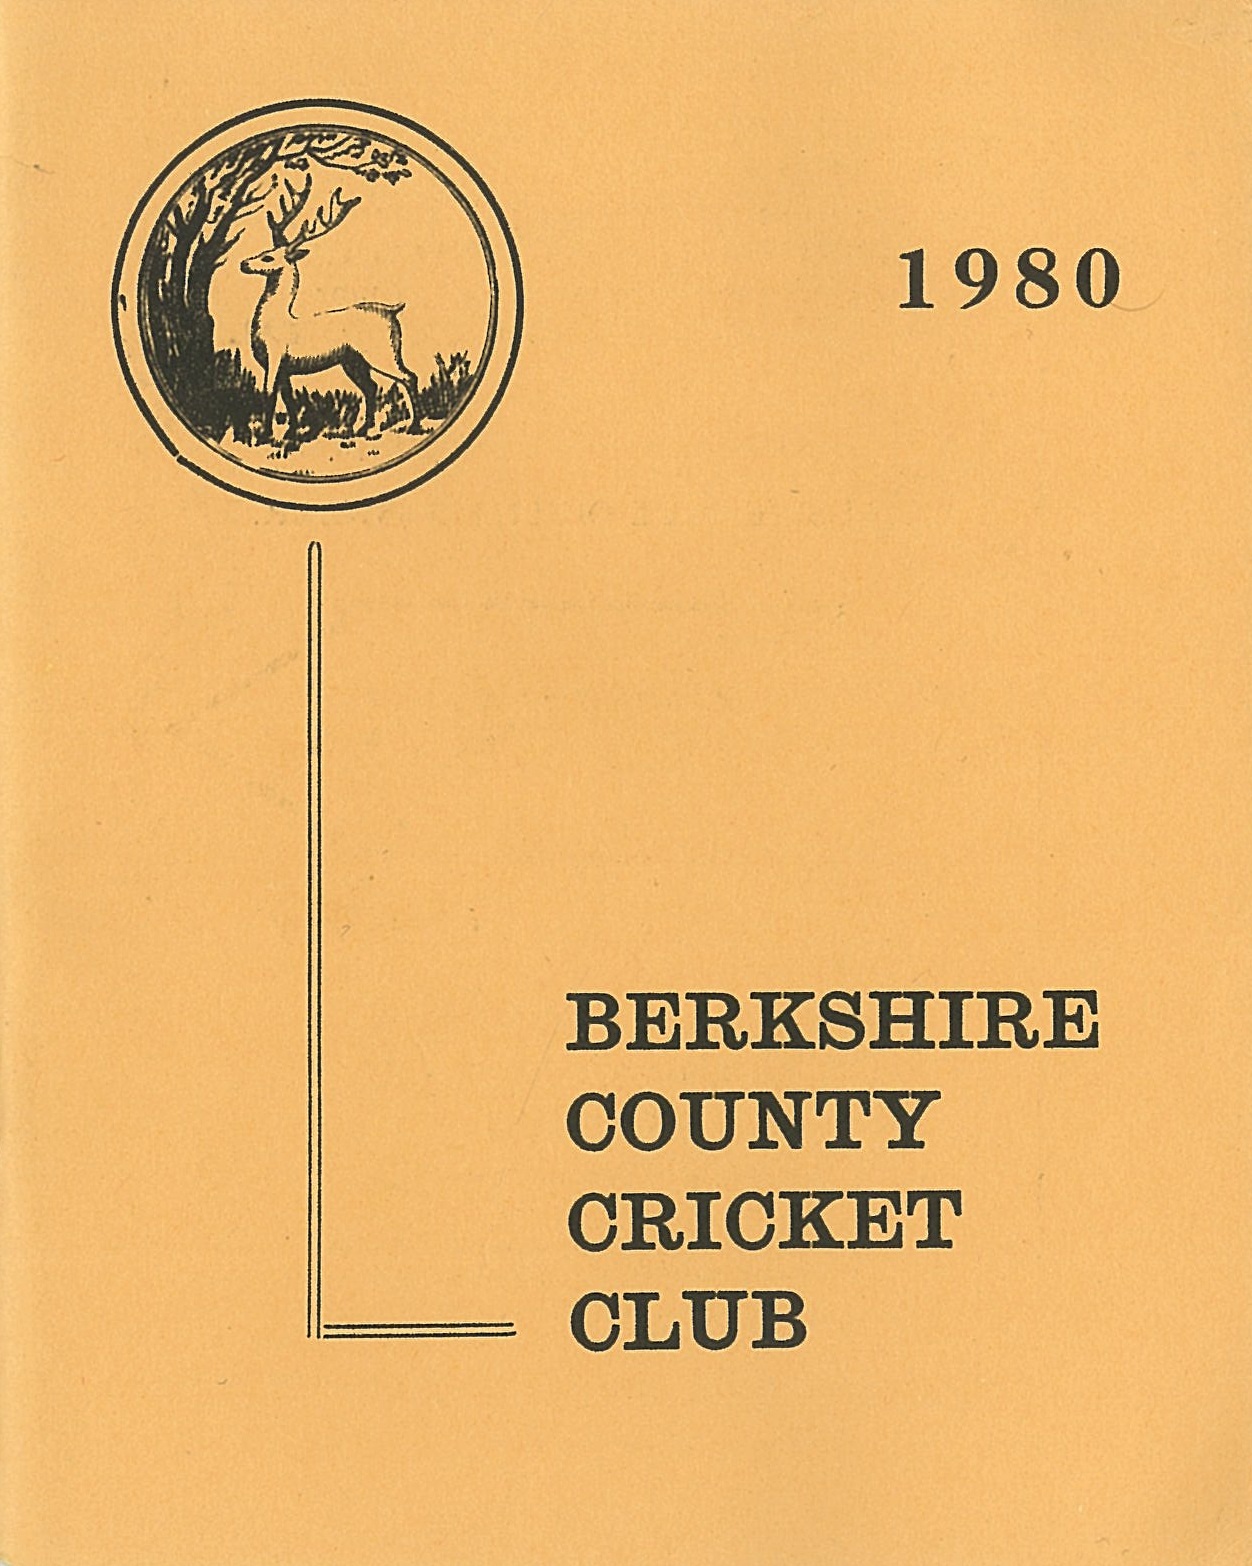 1980
BERKSHIRE
COUNTY
CRICKET
CLUB